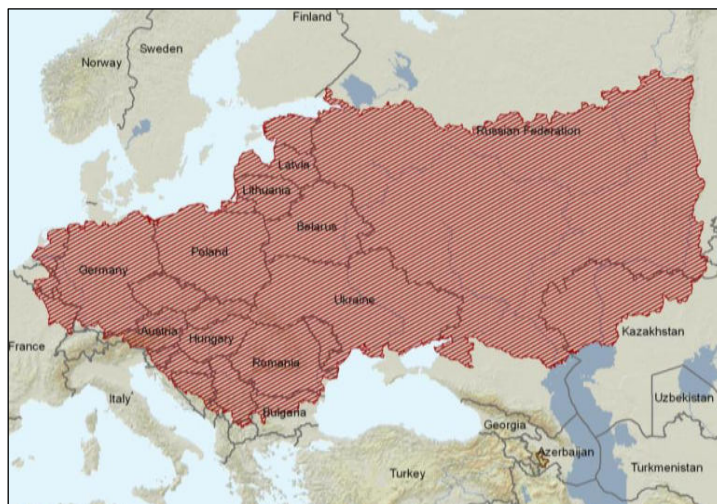 Finland
Sweden
Norway
Russian Federation
Latvia
Lithuania
Belarus
Poland
Germany
Ukraine
Austria
Hungary
Kazakhstan
France
Romania
Italy
Bulgaria
Uzbekistan
Georgia
Azerbaijan
Turkey
Turkmenistan